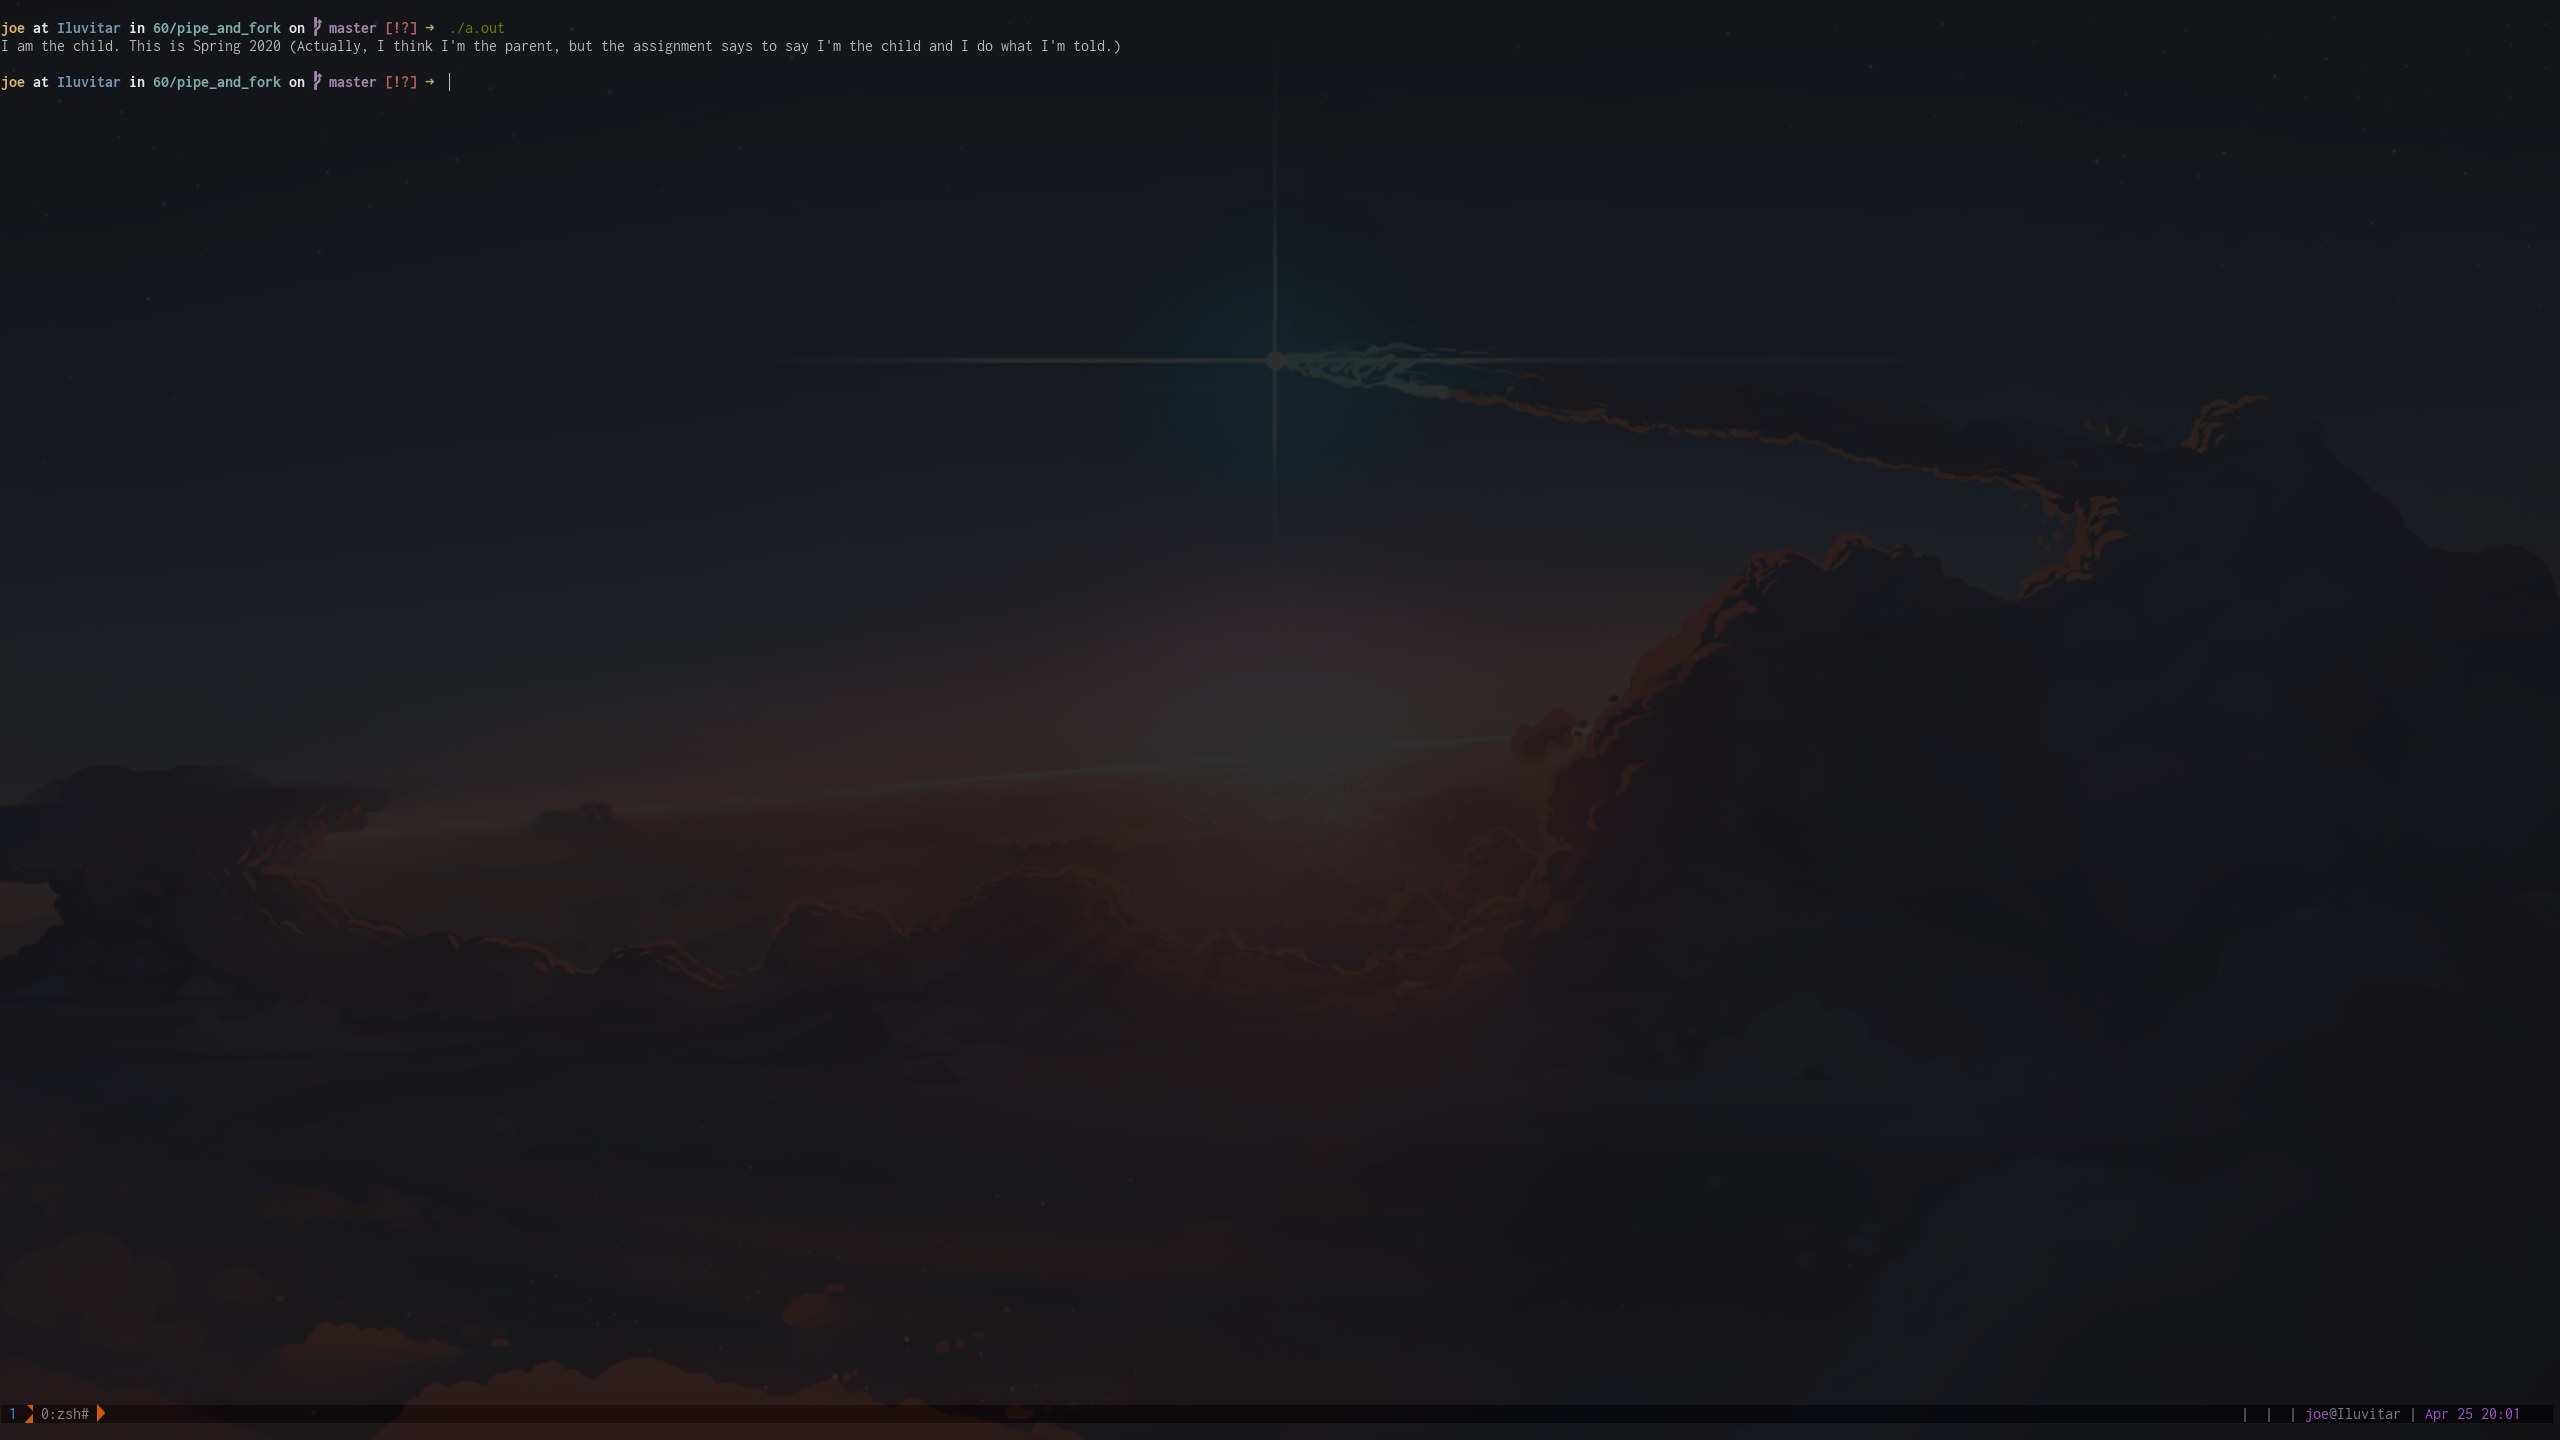 joe at Iluvitar in 60/pipe_and_fork on master [!?] → ./a.out
I am the child. This is Spring 2020 (Actually, I think I'm the parent, but the assignment says to say I'm the child and I do what I'm told.)
joe at Iluvitar in 60/pipe_and_fork on master [!?] →
1 0:zsh# | | | joe@Iluvitar | Apr 25 20:01